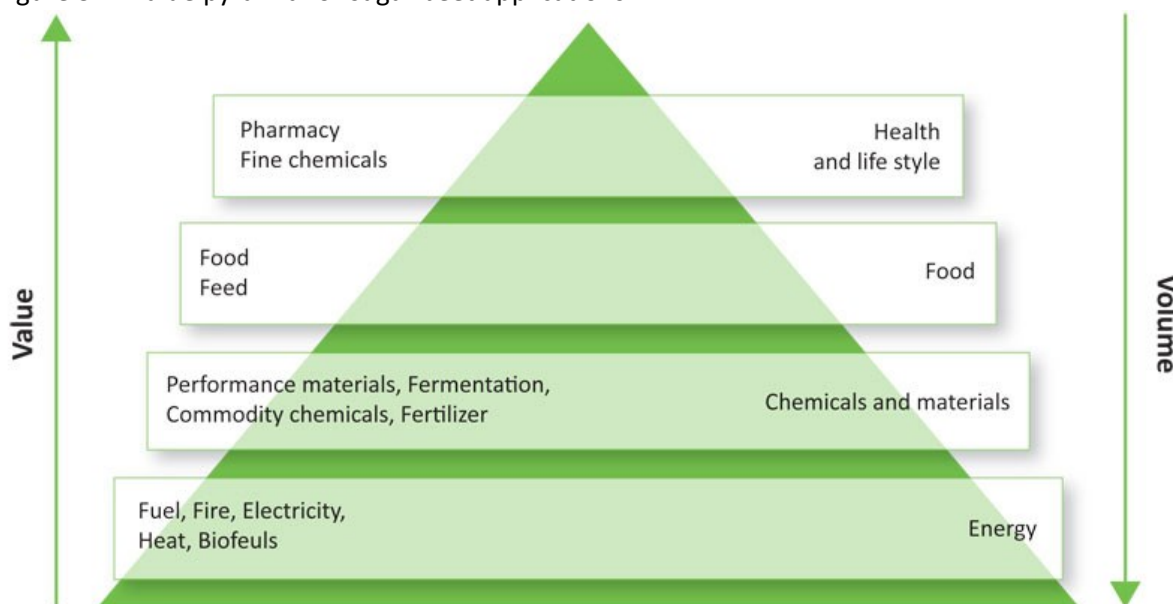 Value
Pharmacy
Fine chemicals
Health
and life style
Food
Feed
Food
Performance materials, Fermentation,
Commodity chemicals, Fertilizer
Chemicals and materials
Fuel, Fire, Electricity,
Heat, Biofeuls
Energy
Volume